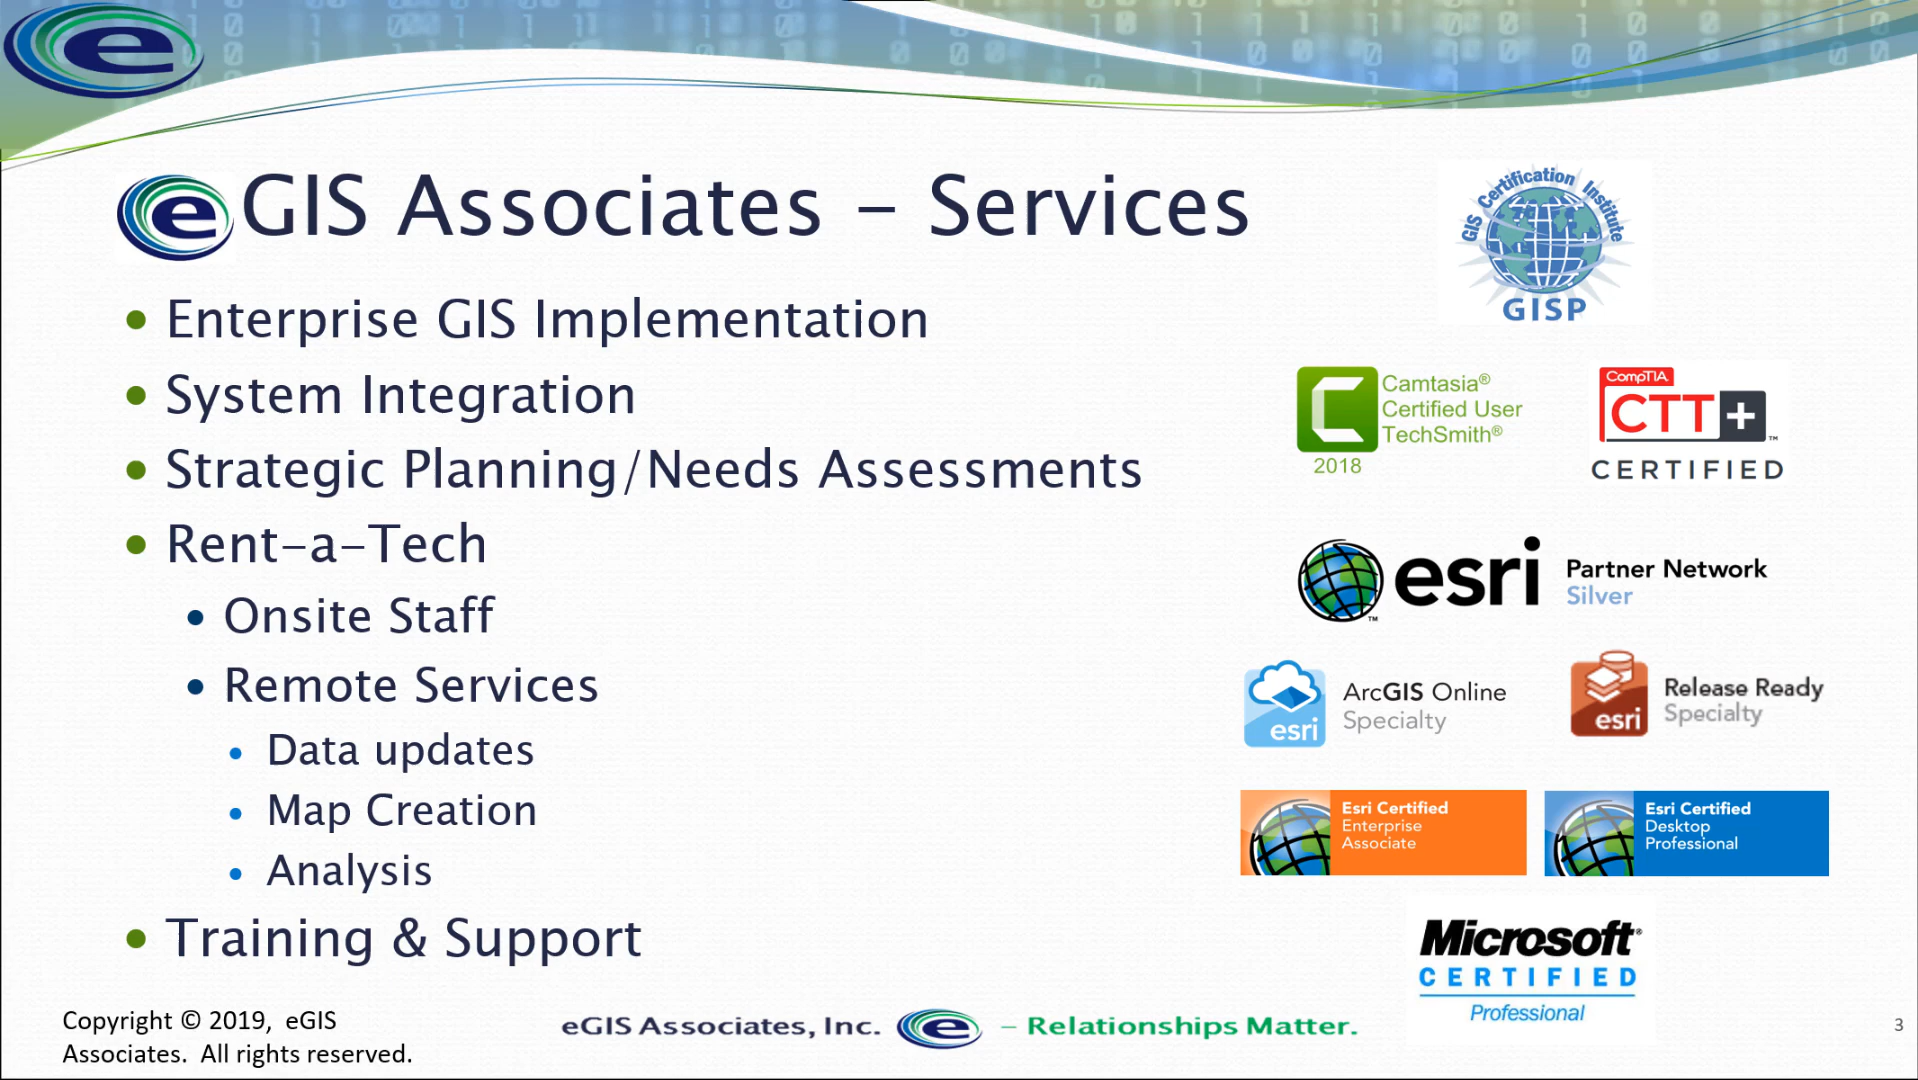 eGIS Associates - Services
• Enterprise GIS Implementation
• System Integration
• Strategic Planning/Needs Assessments
• Rent-a-Tech
• Onsite Staff
• Remote Services
• Data updates
• Map Creation
• Analysis
• Training & Support
GIS Certification Institute
GISP
Camtasia®
Certified User
TechSmith®
2018
CompTIA
CTT+™
CERTIFIED
esri™
Partner Network
Silver
esri
ArcGIS Online
Specialty
esri
Release Ready
Specialty
Esri Certified
Enterprise
Associate
Esri Certified
Desktop
Professional
Microsoft®
CERTIFIED
Professional
Copyright © 2019, eGIS
Associates. All rights reserved.
eGIS Associates, Inc. e – Relationships Matter.
3